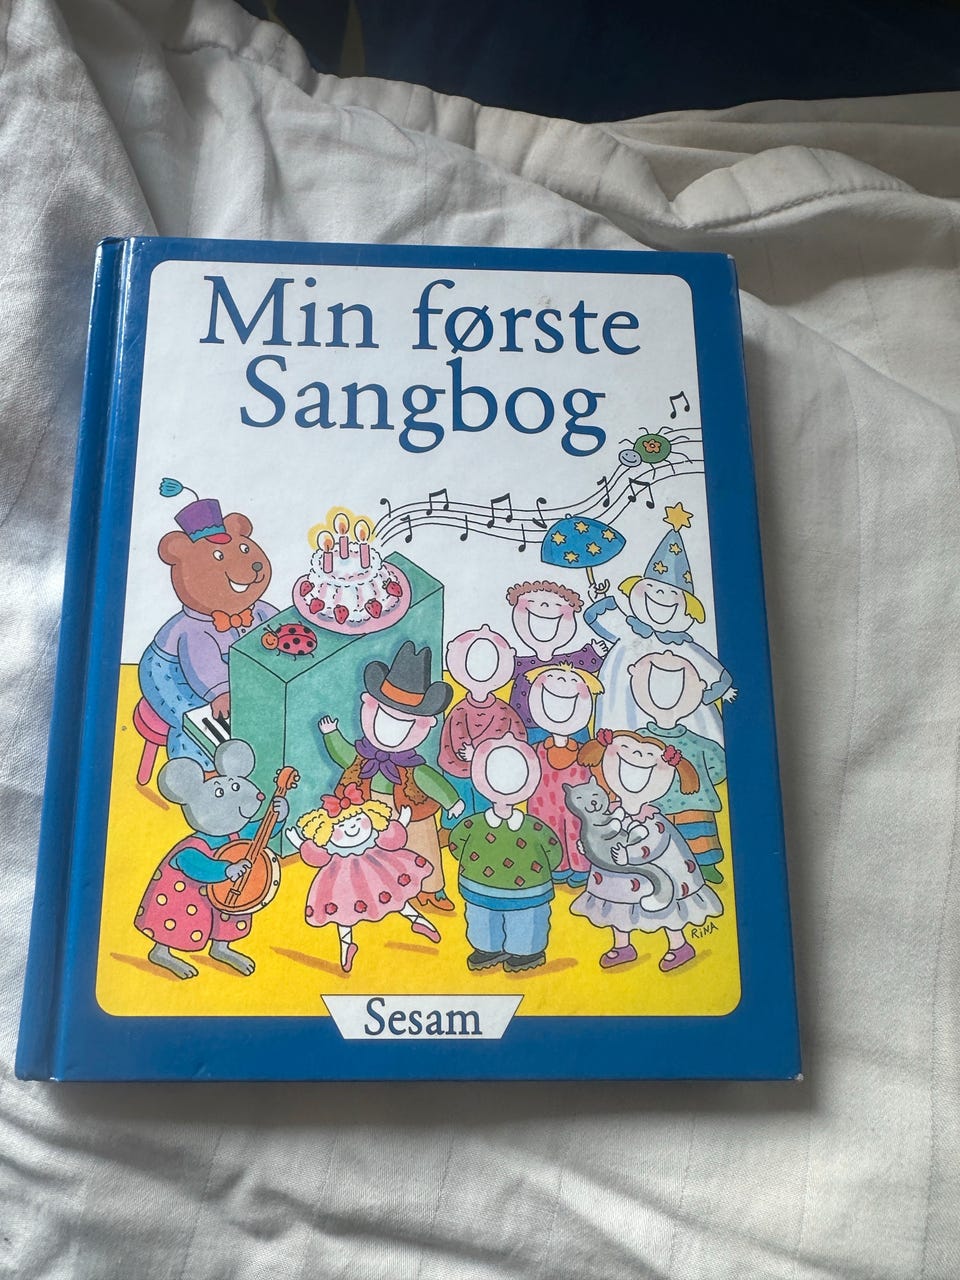 Min første
Sangbog
RINA
Sesam